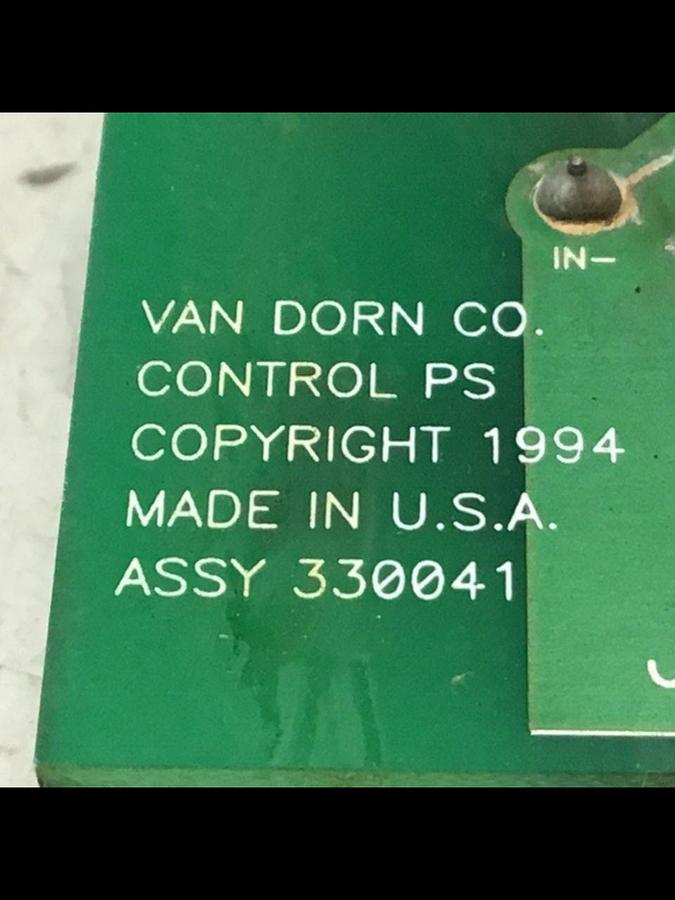 IN–
VAN DORN CO.
CONTROL PS
COPYRIGHT 1994
MADE IN U.S.A.
ASSY 330041